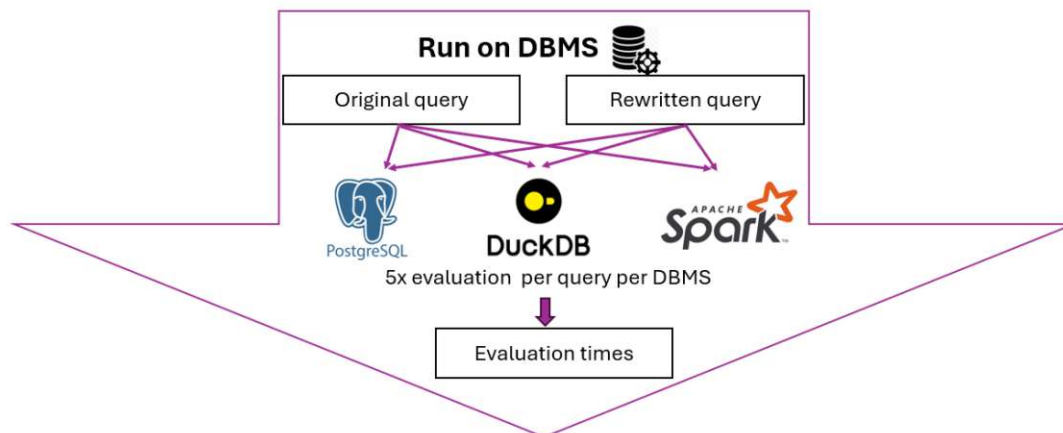 Run on DBMS
Original query
Rewritten query
PostgreSQL
DuckDB
APACHE
Spark
5x evaluation per query per DBMS
Evaluation times